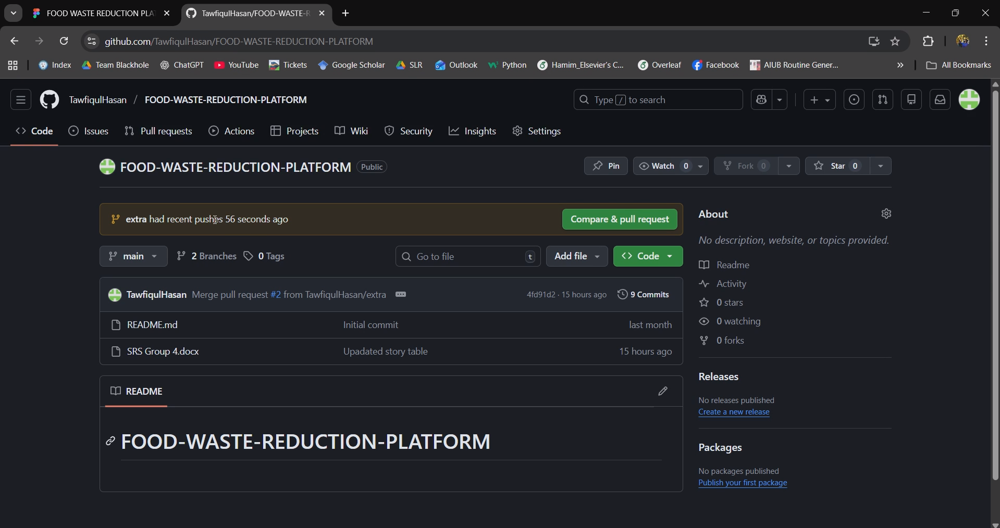 FOOD WASTE REDUCTION PLA
TawfiqulHasan/FOOD-WASTE-R
github.com/TawfiqulHasan/FOOD-WASTE-REDUCTION-PLATFORM
Index Team Blackhole ChatGPT YouTube Tickets Google Scholar SLR Outlook Python Hamim_Elsevier's C... Overleaf Facebook AIUB Routine Gener... » All Bookmarks
TawfiqulHasan / FOOD-WASTE-REDUCTION-PLATFORM
Type / to search
Code Issues Pull requests Actions Projects Wiki Security Insights Settings
FOOD-WASTE-REDUCTION-PLATFORM Public
Pin Watch 0 Fork 0 Star 0
extra had recent pushes 56 seconds ago
Compare & pull request
main 2 Branches 0 Tags
Go to file t Add file Code
TawfiqulHasan Merge pull request #2 from TawfiqulHasan/extra
4fd91d2 · 15 hours ago 9 Commits
README.md Initial commit last month
SRS Group 4.docx Upadated story table 15 hours ago
README
FOOD-WASTE-REDUCTION-PLATFORM
About
No description, website, or topics provided.
Readme
Activity
0 stars
0 watching
0 forks
Releases
No releases published
Create a new release
Packages
No packages published
Publish your first package